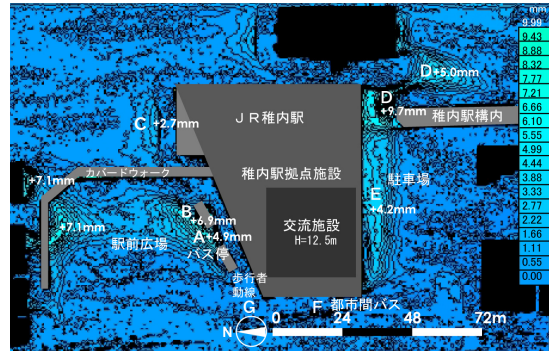 mm
9.99
9.43
8.88
8.32
7.77
7.21
6.66
6.10
5.55
4.99
4.44
3.88
3.33
2.77
2.22
1.66
1.11
0.55
0.00
D+5.0mm
D
+9.7mm
JR稚内駅
稚内駅構内
C
+2.7mm
カバードウォーク
稚内駅拠点施設
駐車場
+7.1mm
E
+4.2mm
B
+6.9mm
+7.1mm
A+4.9mm
交流施設
H=12.5m
駅前広場
バス停
歩行者
動線
G
F 都市間バス
N
0 24 48 72m